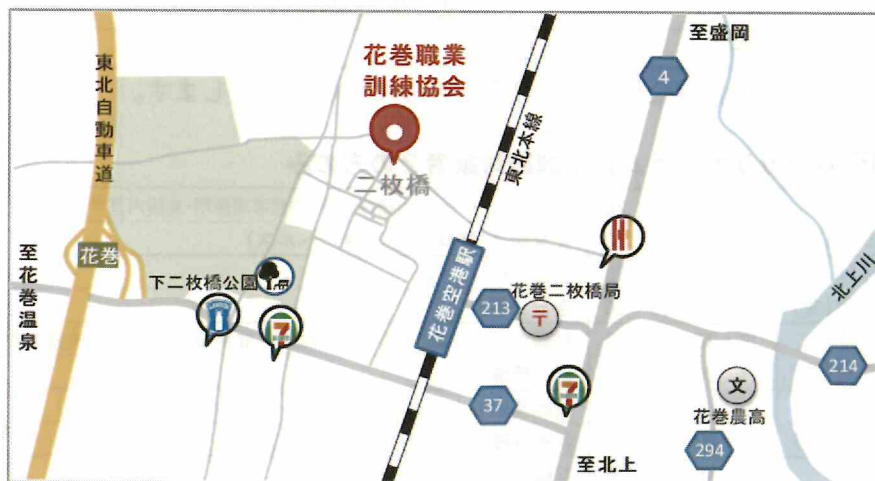 至盛岡
4
東北自動車道
花巻職業
訓練協会
東北本線
二枚橋
花巻
至花巻温泉
下二枚橋公園
花巻空港駅
213
花巻二枚橋局
〒
北上川
7
7
37
214
文
花巻農高
294
至北上